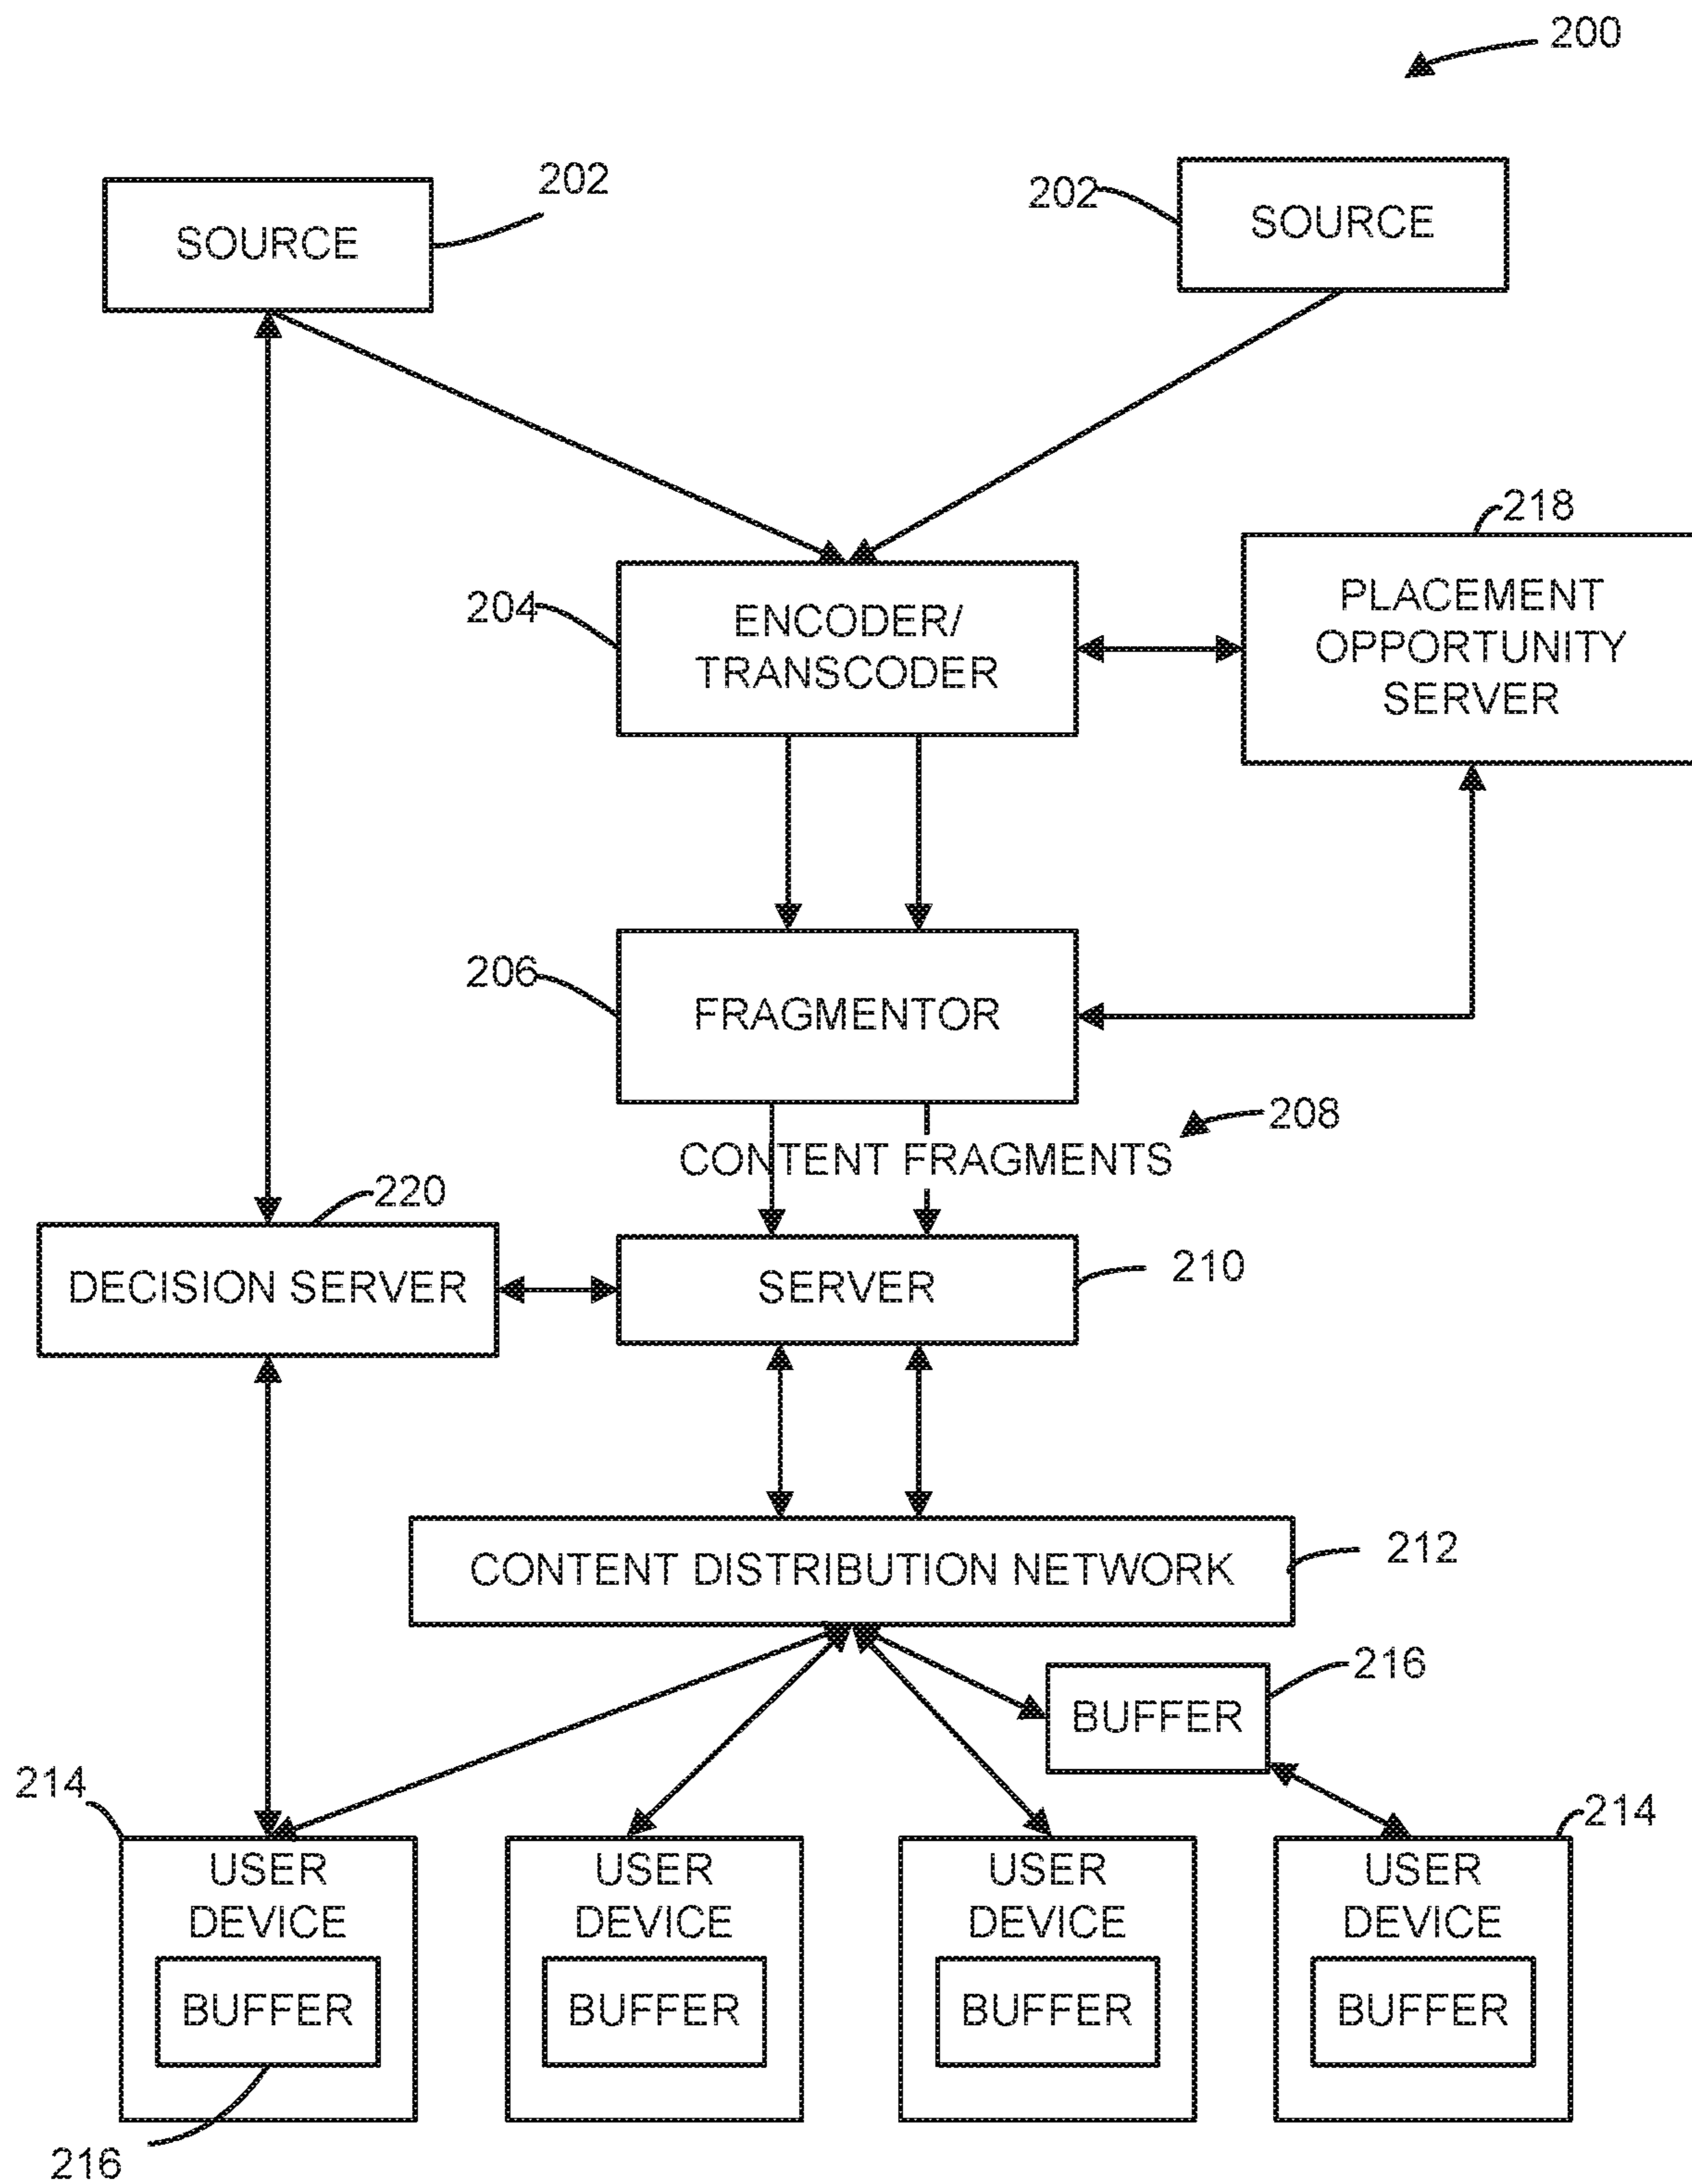 200
202
SOURCE
202
SOURCE
218
204
ENCODER/
TRANSCODER
PLACEMENT
OPPORTUNITY
SERVER
206
FRAGMENTOR
208
CONTENT FRAGMENTS
220
DECISION SERVER
SERVER
210
CONTENT DISTRIBUTION NETWORK
212
216
BUFFER
214
214
USER
DEVICE
BUFFER
USER
DEVICE
BUFFER
USER
DEVICE
BUFFER
USER
DEVICE
BUFFER
216